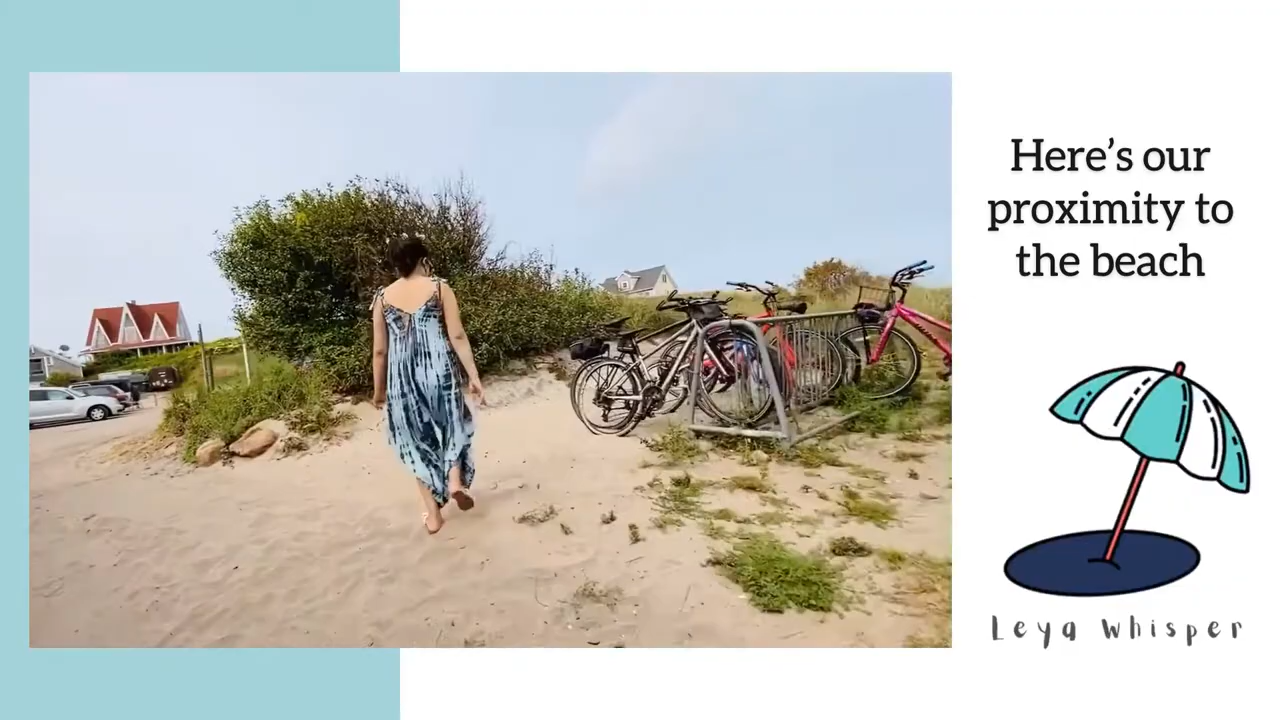 Here’s our
proximity to
the beach
Leya Whisper